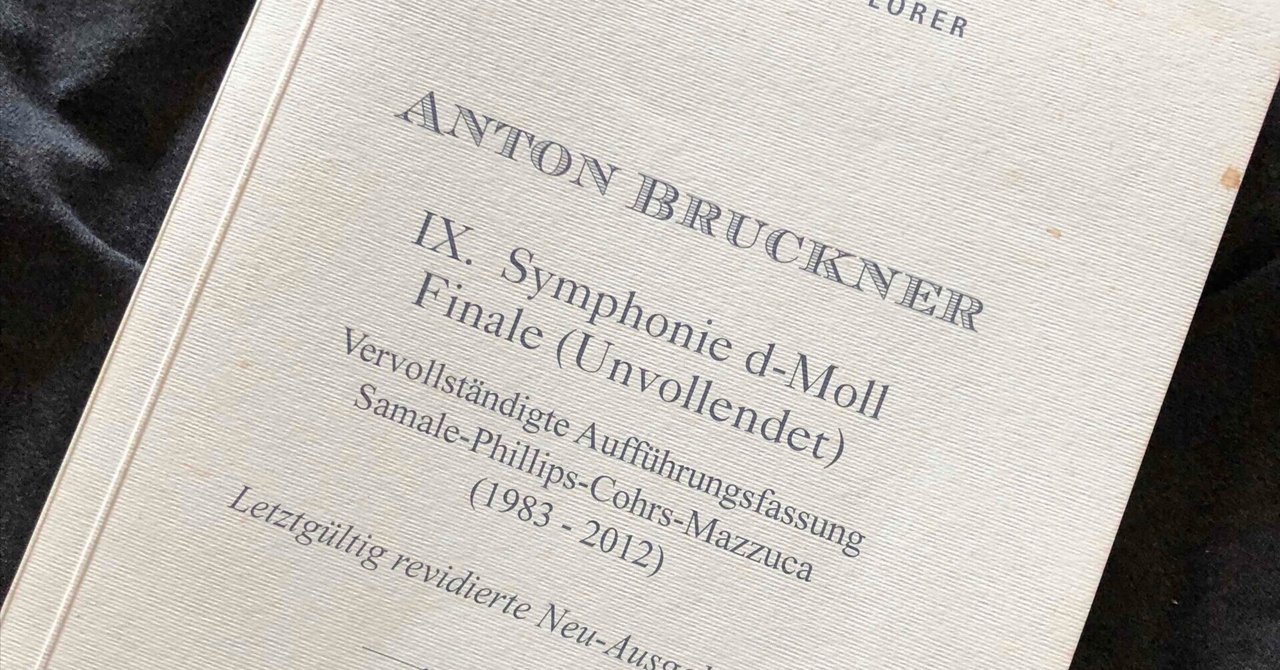 LORER
ANTON BRUCKNER
IX. Symphonie d-Moll
Finale (Unvollendet)
Vervollständigte Aufführungsfassung
Samale-Phillips-Cohrs-Mazzuca
(1983 - 2012)
Letztgültig revidierte Neu-Ausga